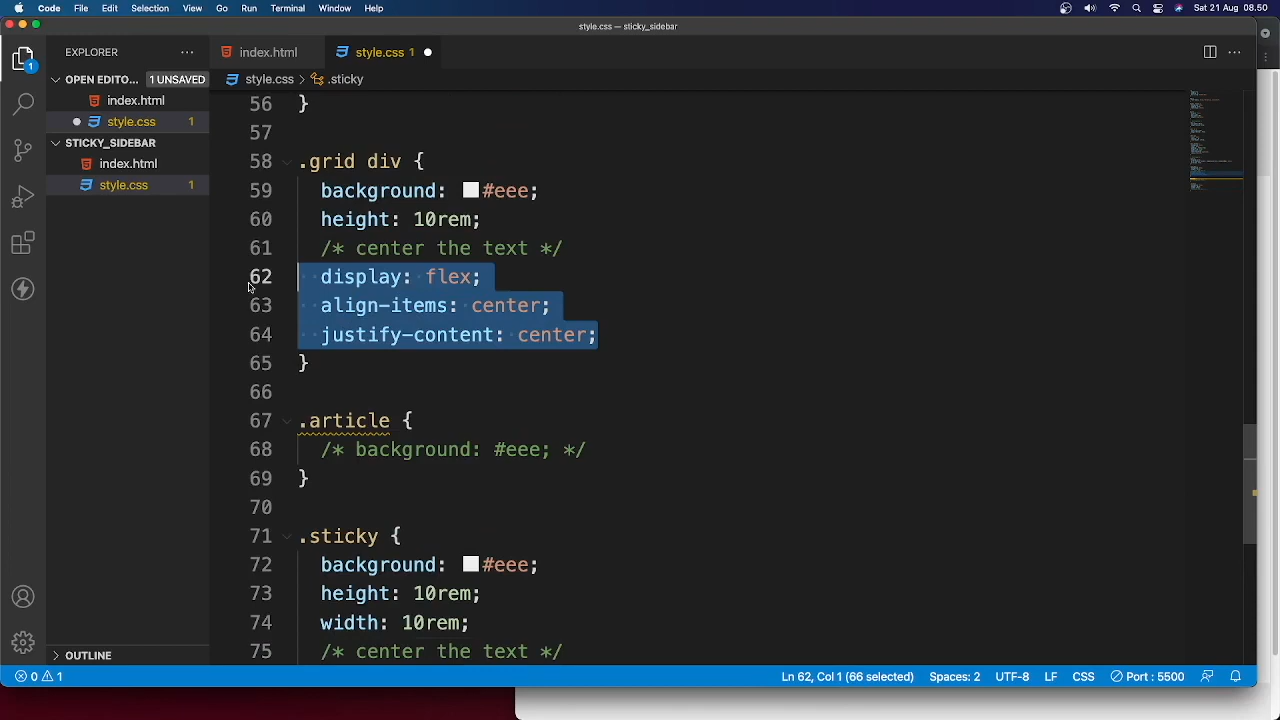 Code File Edit Selection View Go Run Terminal Window Help Sat 21 Aug 08.50
style.css — sticky_sidebar
EXPLORER
index.html
style.css 1
OPEN EDITO... 1 UNSAVED
style.css > .sticky
index.html
style.css 1
STICKY_SIDEBAR
index.html
style.css 1
OUTLINE
1
56 }
57
58 .grid div {
59 background: #eee;
60 height: 10rem;
61 /* center the text */
62 display: flex;
63 align-items: center;
64 justify-content: center;
65 }
66
67 .article {
68 /* background: #eee; */
69 }
70
71 .sticky {
72 background: #eee;
73 height: 10rem;
74 width: 10rem;
75 /* center the text */
0 1 Ln 62, Col 1 (66 selected) Spaces: 2 UTF-8 LF CSS Port : 5500